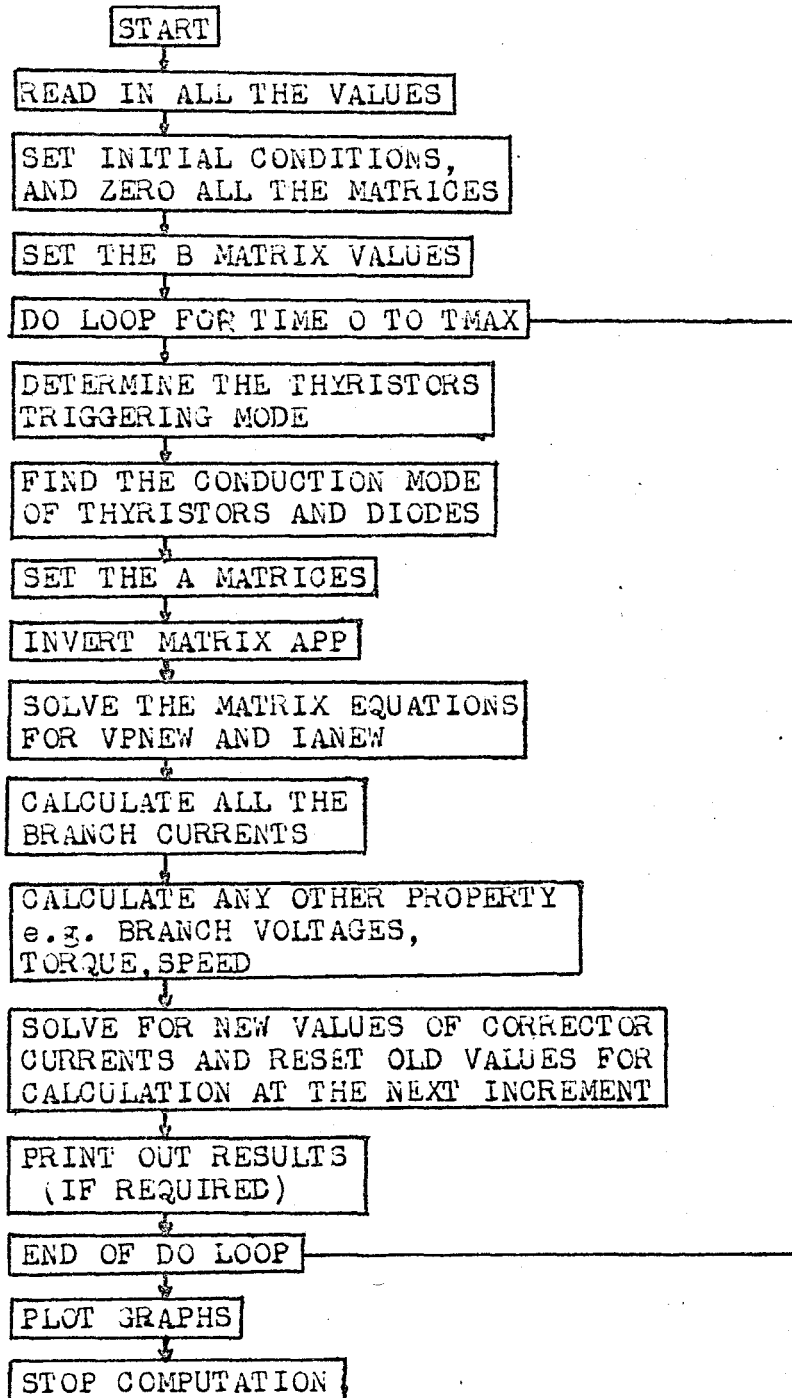 START
READ IN ALL THE VALUES
SET INITIAL CONDITIONS,
AND ZERO ALL THE MATRICES
SET THE B MATRIX VALUES
DO LOOP FOR TIME O TO TMAX
DETERMINE THE THYRISTORS
TRIGGERING MODE
FIND THE CONDUCTION MODE
OF THYRISTORS AND DIODES
SET THE A MATRICES
INVERT MATRIX APP
SOLVE THE MATRIX EQUATIONS
FOR VPNEW AND IANEW
CALCULATE ALL THE
BRANCH CURRENTS
CALCULATE ANY OTHER PROPERTY
e.g. BRANCH VOLTAGES,
TORQUE,SPEED
SOLVE FOR NEW VALUES OF CORRECTOR
CURRENTS AND RESET OLD VALUES FOR
CALCULATION AT THE NEXT INCREMENT
PRINT OUT RESULTS
(IF REQUIRED)
END OF DO LOOP
PLOT GRAPHS
STOP COMPUTATION